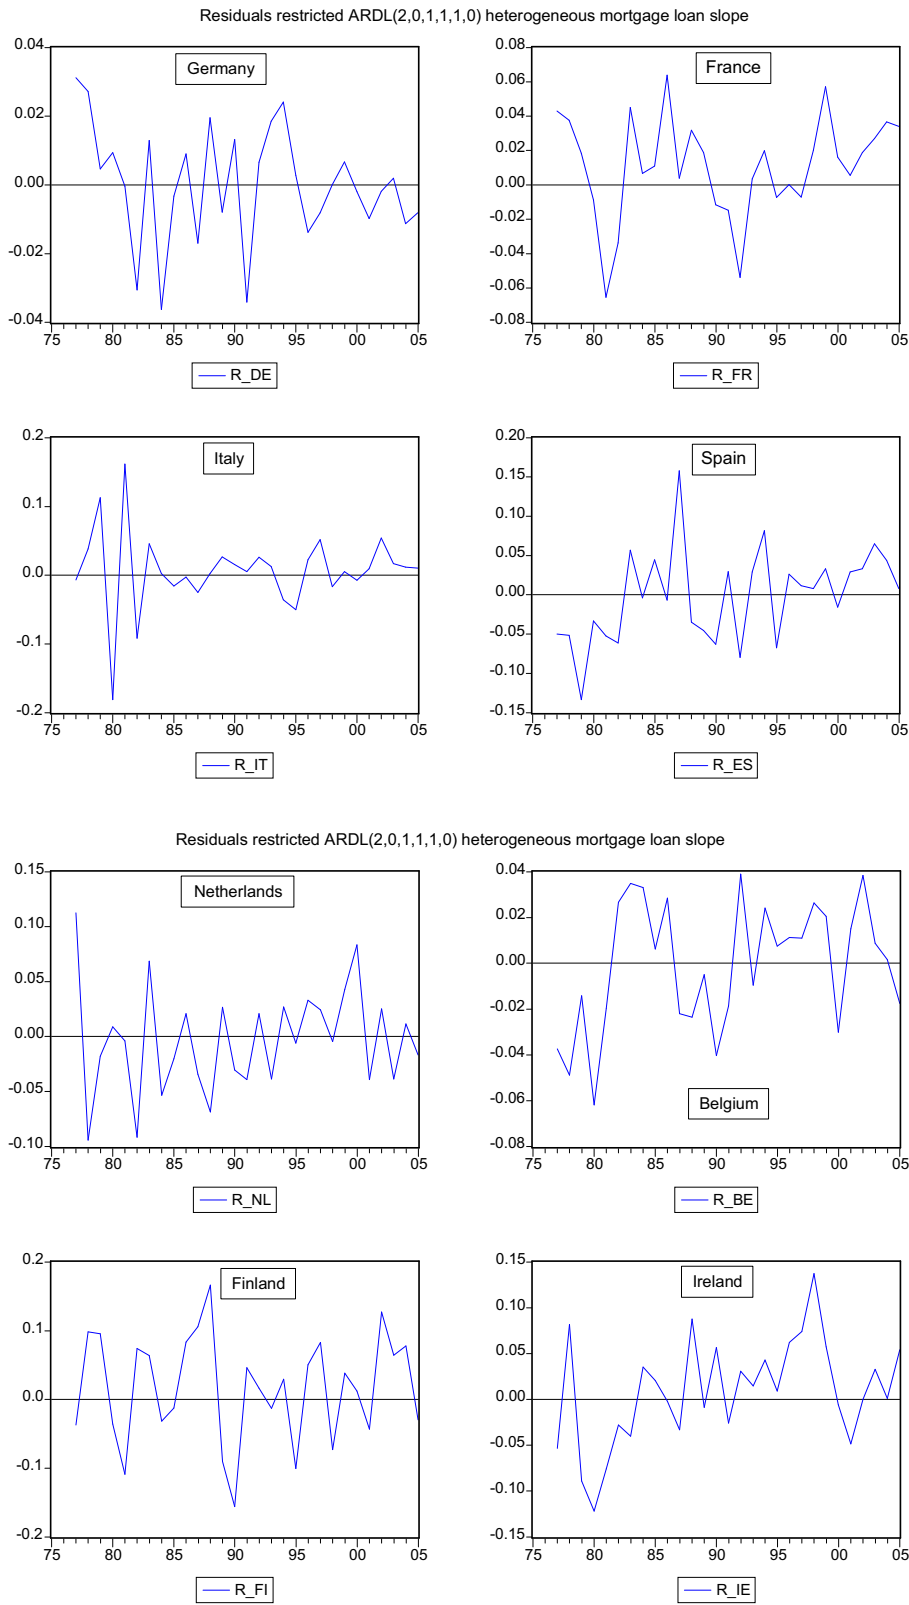 Residuals restricted ARDL(2,0,1,1,1,0) heterogeneous mortgage loan slope
Germany
0.04
0.02
0.00
-0.02
-0.04
75 80 85 90 95 00 05
R_DE
France
0.08
0.06
0.04
0.02
0.00
-0.02
-0.04
-0.06
-0.08
75 80 85 90 95 00 05
R_FR
Italy
0.2
0.1
0.0
-0.1
-0.2
75 80 85 90 95 00 05
R_IT
Spain
0.20
0.15
0.10
0.05
0.00
-0.05
-0.10
-0.15
75 80 85 90 95 00 05
R_ES
Residuals restricted ARDL(2,0,1,1,1,0) heterogeneous mortgage loan slope
Netherlands
0.15
0.10
0.05
0.00
-0.05
-0.10
75 80 85 90 95 00 05
R_NL
0.04
0.02
0.00
-0.02
-0.04
-0.06
-0.08
Belgium
75 80 85 90 95 00 05
R_BE
Finland
0.2
0.1
0.0
-0.1
-0.2
75 80 85 90 95 00 05
R_FI
Ireland
0.15
0.10
0.05
0.00
-0.05
-0.10
-0.15
75 80 85 90 95 00 05
R_IE